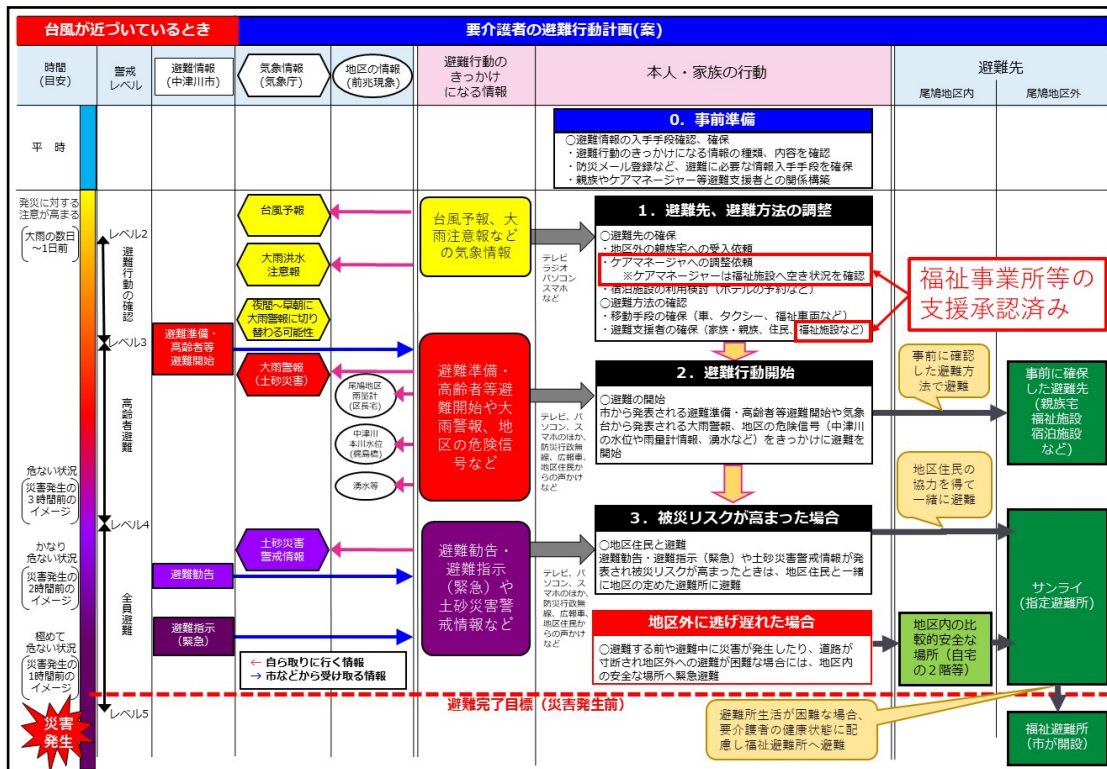 台風が近づいているとき
要介護者の避難行動計画(案)
時間
(目安)
警戒
レベル
避難情報
(中津川市)
気象情報
(気象庁)
地区の情報
(前兆現象)
避難行動の
きっかけ
になる情報
本人・家族の行動
避難先
尾鳩地区内
尾鳩地区外
平 時
0．事前準備
○避難情報の入手手段確認、確保
・避難行動のきっかけになる情報の種類、内容を確認
・防災メール登録など、避難に必要な情報入手手段を確保
・親族やケアマネージャー等避難支援者との関係構築
発災に対する
注意が高まる
大雨の数日
～1日前
レベル2
避難行動の確認
台風予報
大雨洪水
注意報
夜間～早朝に
大雨警報に切り
替わる可能性
台風予報、大
雨注意報など
の気象情報
テレビ
ラジオ
パソコン
スマホ
など
1．避難先、避難方法の調整
○避難先の確保
・地区外の親族宅への受入依頼
・ケアマネージャへの調整依頼
※ケアマネージャーは福祉施設へ空き状況を確認
・宿泊施設の利用検討（ホテルの予約など）
○避難方法の確認
・移動手段の確保（車、タクシー、福祉車両など）
・避難支援者の確保（家族・親族、住民、福祉施設など）
福祉事業所等の
支援承認済み
レベル3
避難準備・
高齢者等
避難開始
大雨警報
(土砂災害)
高齢者避難
尾鳩地区
雨量計
(区長宅)
中津川
本川水位
(梶島橋)
湧水等
避難準備・
高齢者等避
難開始や大
雨警報、地
区の危険信
号など
テレビ、パ
ソコン、ス
マホのほか、
防災行政無
線、広報車、
地区住民か
らの声かけ
など
2．避難行動開始
○避難の開始
市から発表される避難準備・高齢者等避難開始や気象
台から発表される大雨警報、地区の危険信号（中津川
の水位や雨量計情報、湧水など）をきっかけに避難を
開始
事前に確認
した避難方
法で避難
事前に確保
した避難先
(親族宅
福祉施設
宿泊施設
など)
危ない状況
災害発生の
3時間前の
イメージ
レベル4
地区住民の
協力を得て
一緒に避難
かなり
危ない状況
災害発生の
2時間前の
イメージ
全員避難
土砂災害
警戒情報
避難勧告
避難指示
(緊急)
避難勧告・
避難指示
(緊急)や
土砂災害警
戒情報など
テレビ、パ
ソコン、ス
マホのほか、
防災行政無
線、広報車、
地区住民か
らの声かけ
など
3．被災リスクが高まった場合
○地区住民と避難
避難勧告・避難指示（緊急）や土砂災害警戒情報が発
表され被災リスクが高まったときは、地区住民と一緒
に地区の定めた避難所に避難
サンライ
(指定避難所)
極めて
危ない状況
災害発生の
1時間前の
イメージ
← 自ら取りに行く情報
→ 市などから受け取る情報
地区外に逃げ遅れた場合
○避難する前や避難中に災害が発生したり、道路が
寸断され地区外への避難が困難な場合には、地区内
の安全な場所へ緊急避難
地区内の比
較的安全な
場所（自宅
の２階等）
レベル5
避難完了目標（災害発生前）
災害
発生
避難所生活が困難な場合、
要介護者の健康状態に配
慮し福祉避難所へ避難
福祉避難所
(市が開設)